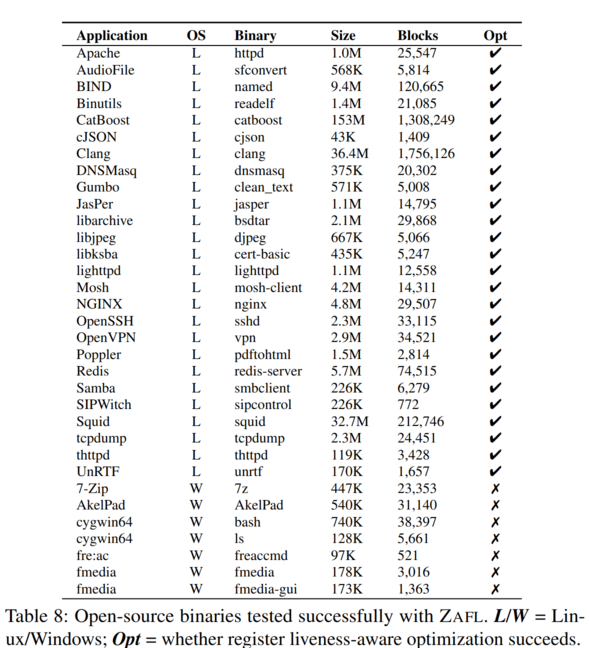 Application OS Binary Size Blocks Opt
Apache L httpd 1.0M 25,547 ✔
AudioFile L sfconvert 568K 5,814 ✔
BIND L named 9.4M 120,665 ✔
Binutils L readelf 1.4M 21,085 ✔
CatBoost L catboost 153M 1,308,249 ✔
cJSON L cjson 43K 1,409 ✔
Clang L clang 36.4M 1,756,126 ✔
DNSMasq L dnsmasq 375K 20,302 ✔
Gumbo L clean_text 571K 5,008 ✔
JasPer L jasper 1.1M 14,795 ✔
libarchive L bsdtar 2.1M 29,868 ✔
libjpeg L djpeg 667K 5,066 ✔
libksba L cert-basic 435K 5,247 ✔
lighttpd L lighttpd 1.1M 12,558 ✔
Mosh L mosh-client 4.2M 14,311 ✔
NGINX L nginx 4.8M 29,507 ✔
OpenSSH L sshd 2.3M 33,115 ✔
OpenVPN L vpn 2.9M 34,521 ✔
Poppler L pdftohtml 1.5M 2,814 ✔
Redis L redis-server 5.7M 74,515 ✔
Samba L smbclient 226K 6,279 ✔
SIPWitch L sipcontrol 226K 772 ✔
Squid L squid 32.7M 212,746 ✔
tcpdump L tcpdump 2.3M 24,451 ✔
thttpd L thttpd 119K 3,428 ✔
UnRTF L unrtf 170K 1,657 ✔
7-Zip W 7z 447K 23,353 ✗
AkelPad W AkelPad 540K 31,140 ✗
cygwin64 W bash 740K 38,397 ✗
cygwin64 W ls 128K 5,661 ✗
fre:ac W freaccmd 97K 521 ✗
fmedia W fmedia 178K 3,016 ✗
fmedia W fmedia-gui 173K 1,363 ✗
Table 8: Open-source binaries tested successfully with ZAFL. L/W = Lin-
ux/Windows; Opt = whether register liveness-aware optimization succeeds.